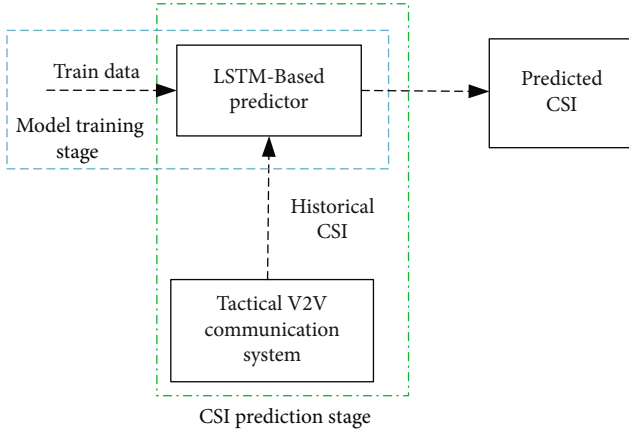 Train data
Model training
stage
LSTM-Based
predictor
Predicted
CSI
Historical
CSI
Tactical V2V
communication
system
CSI prediction stage